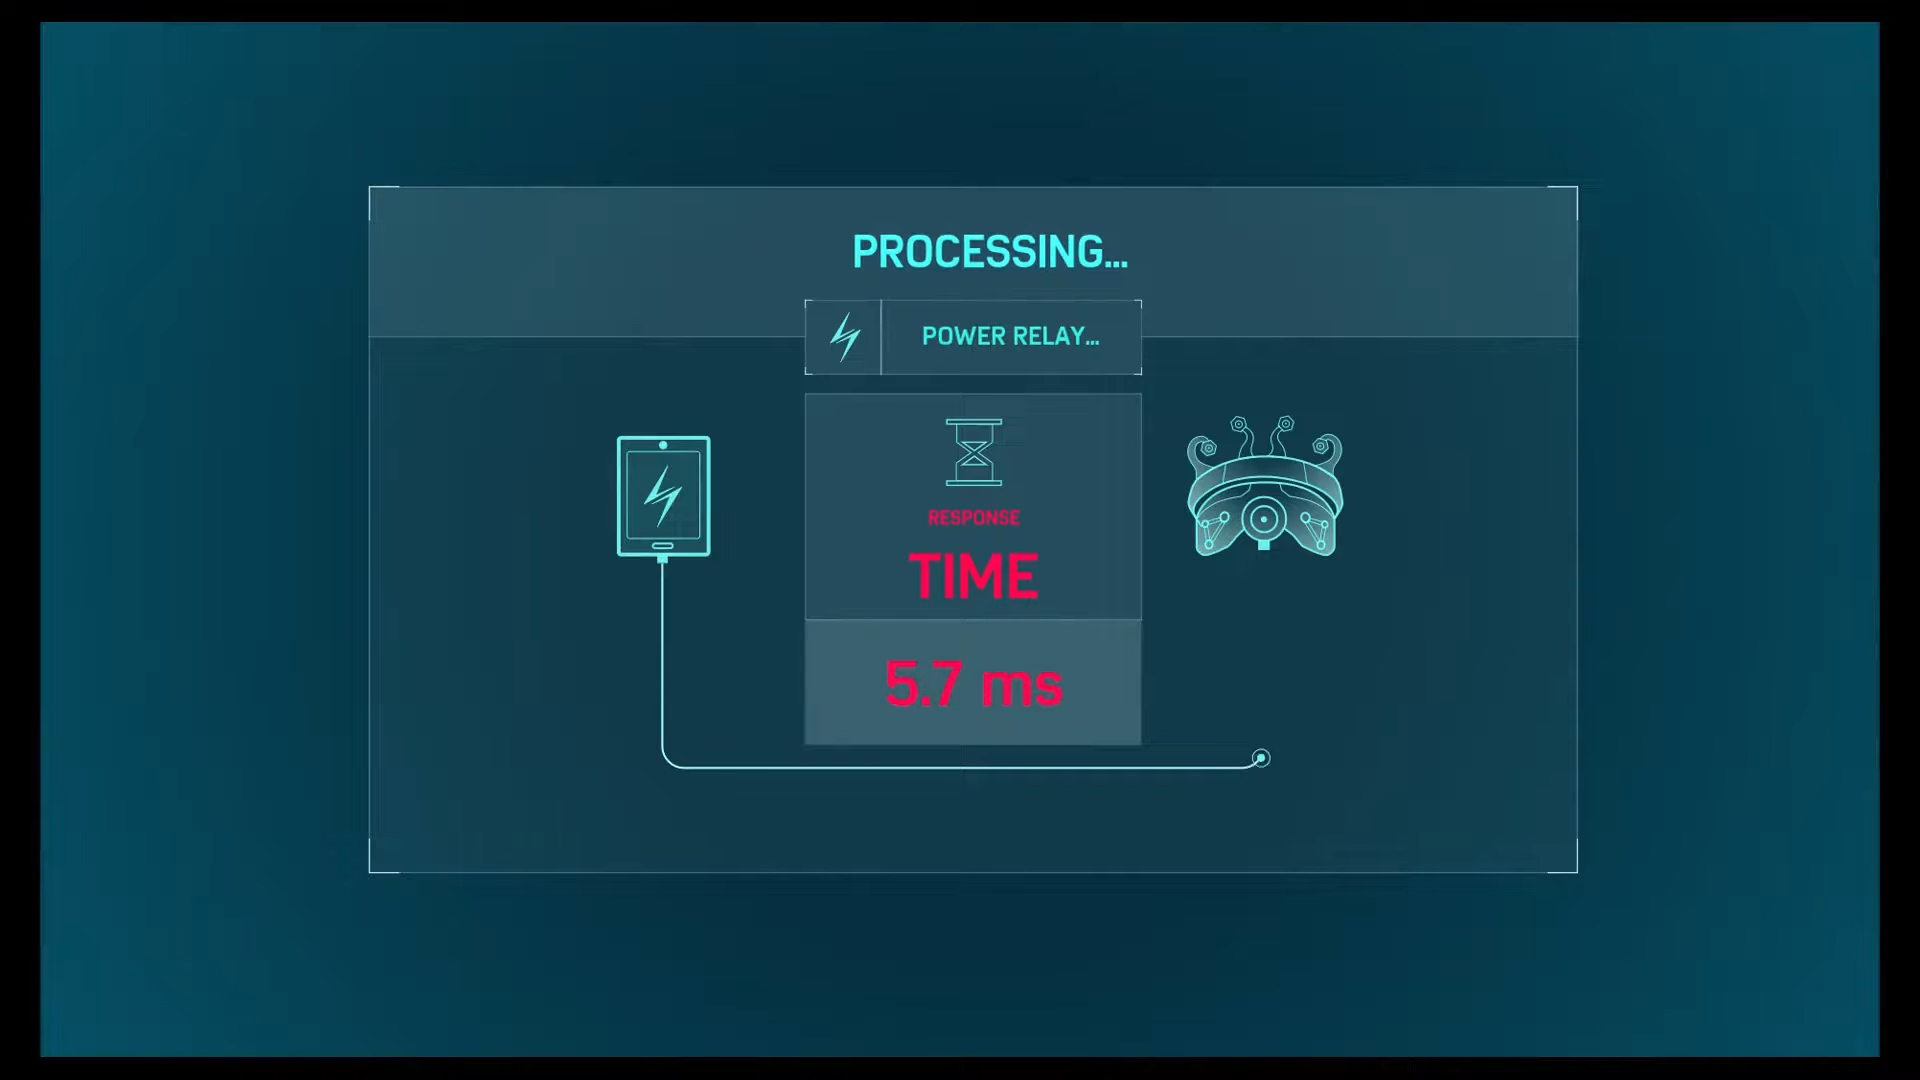 PROCESSING...
POWER RELAY...
RESPONSE
TIME
5.7 ms